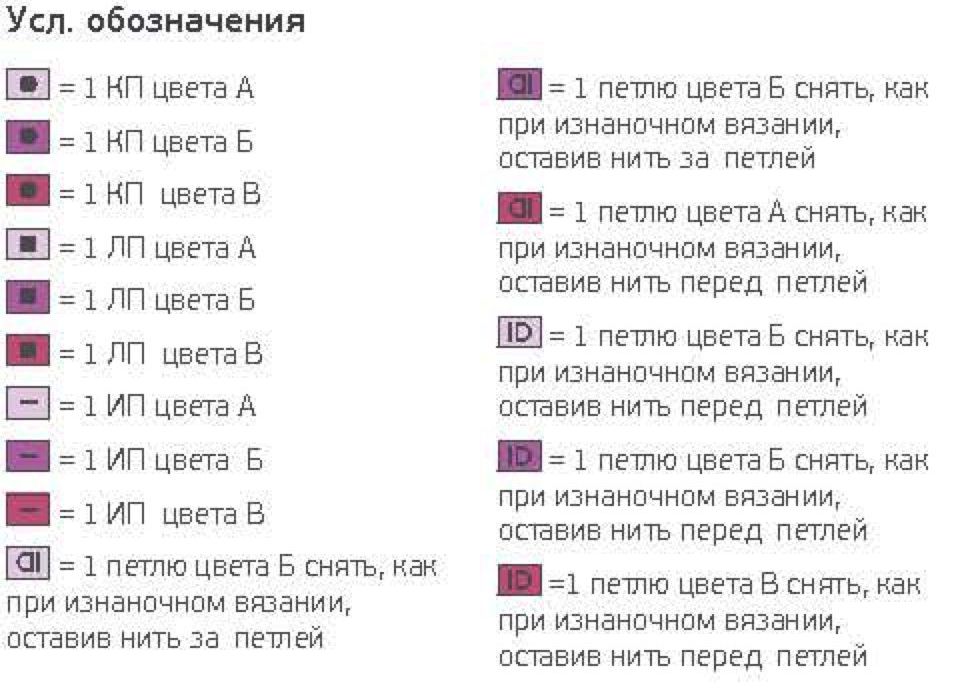 Усл. обозначения
= 1 КП цвета А
= 1 КП цвета Б
= 1 КП цвета В
= 1 ЛП цвета А
= 1 ЛП цвета Б
= 1 ЛП цвета В
= 1 ИП цвета А
= 1 ИП цвета Б
= 1 ИП цвета В
= 1 петлю цвета Б снять, как
при изнаночном вязании,
оставив нить за петлей
= 1 петлю цвета Б снять, как
при изнаночном вязании,
оставив нить за петлей
= 1 петлю цвета А снять, как
при изнаночном вязании,
оставив нить перед петлей
ID = 1 петлю цвета Б снять, как
при изнаночном вязании,
оставив нить перед петлей
ID = 1 петлю цвета Б снять, как
при изнаночном вязании,
оставив нить перед петлей
ID =1 петлю цвета В снять, как
при изнаночном вязании,
оставив нить перед петлей